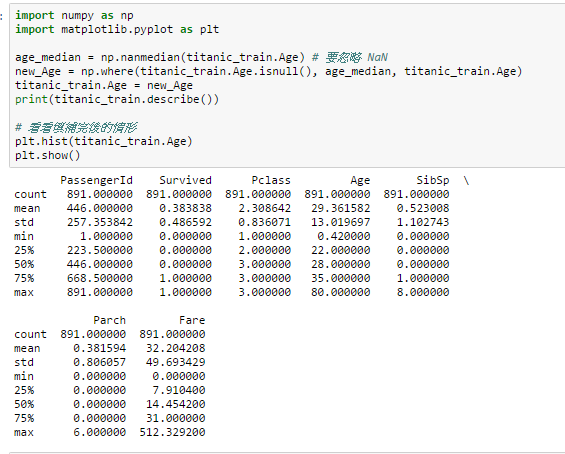 import numpy as np
import matplotlib.pyplot as plt
age_median = np.nanmedian(titanic_train.Age) # 要忽略 NaN
new_Age = np.where(titanic_train.Age.isnull(), age_median, titanic_train.Age)
titanic_train.Age = new_Age
print(titanic_train.describe())
# 看看填補完後的情形
plt.hist(titanic_train.Age)
plt.show()
PassengerId Survived Pclass Age SibSp \
count 891.000000 891.000000 891.000000 891.000000 891.000000
mean 446.000000 0.383838 2.308642 29.361582 0.523008
std 257.353842 0.486592 0.836071 13.019697 1.102743
min 1.000000 0.000000 1.000000 0.420000 0.000000
25% 223.500000 0.000000 2.000000 22.000000 0.000000
50% 446.000000 0.000000 3.000000 28.000000 0.000000
75% 668.500000 1.000000 3.000000 35.000000 1.000000
max 891.000000 1.000000 3.000000 80.000000 8.000000
Parch Fare
count 891.000000 891.000000
mean 0.381594 32.204208
std 0.806057 49.693429
min 0.000000 0.000000
25% 0.000000 7.910400
50% 0.000000 14.454200
75% 0.000000 31.000000
max 6.000000 512.329200